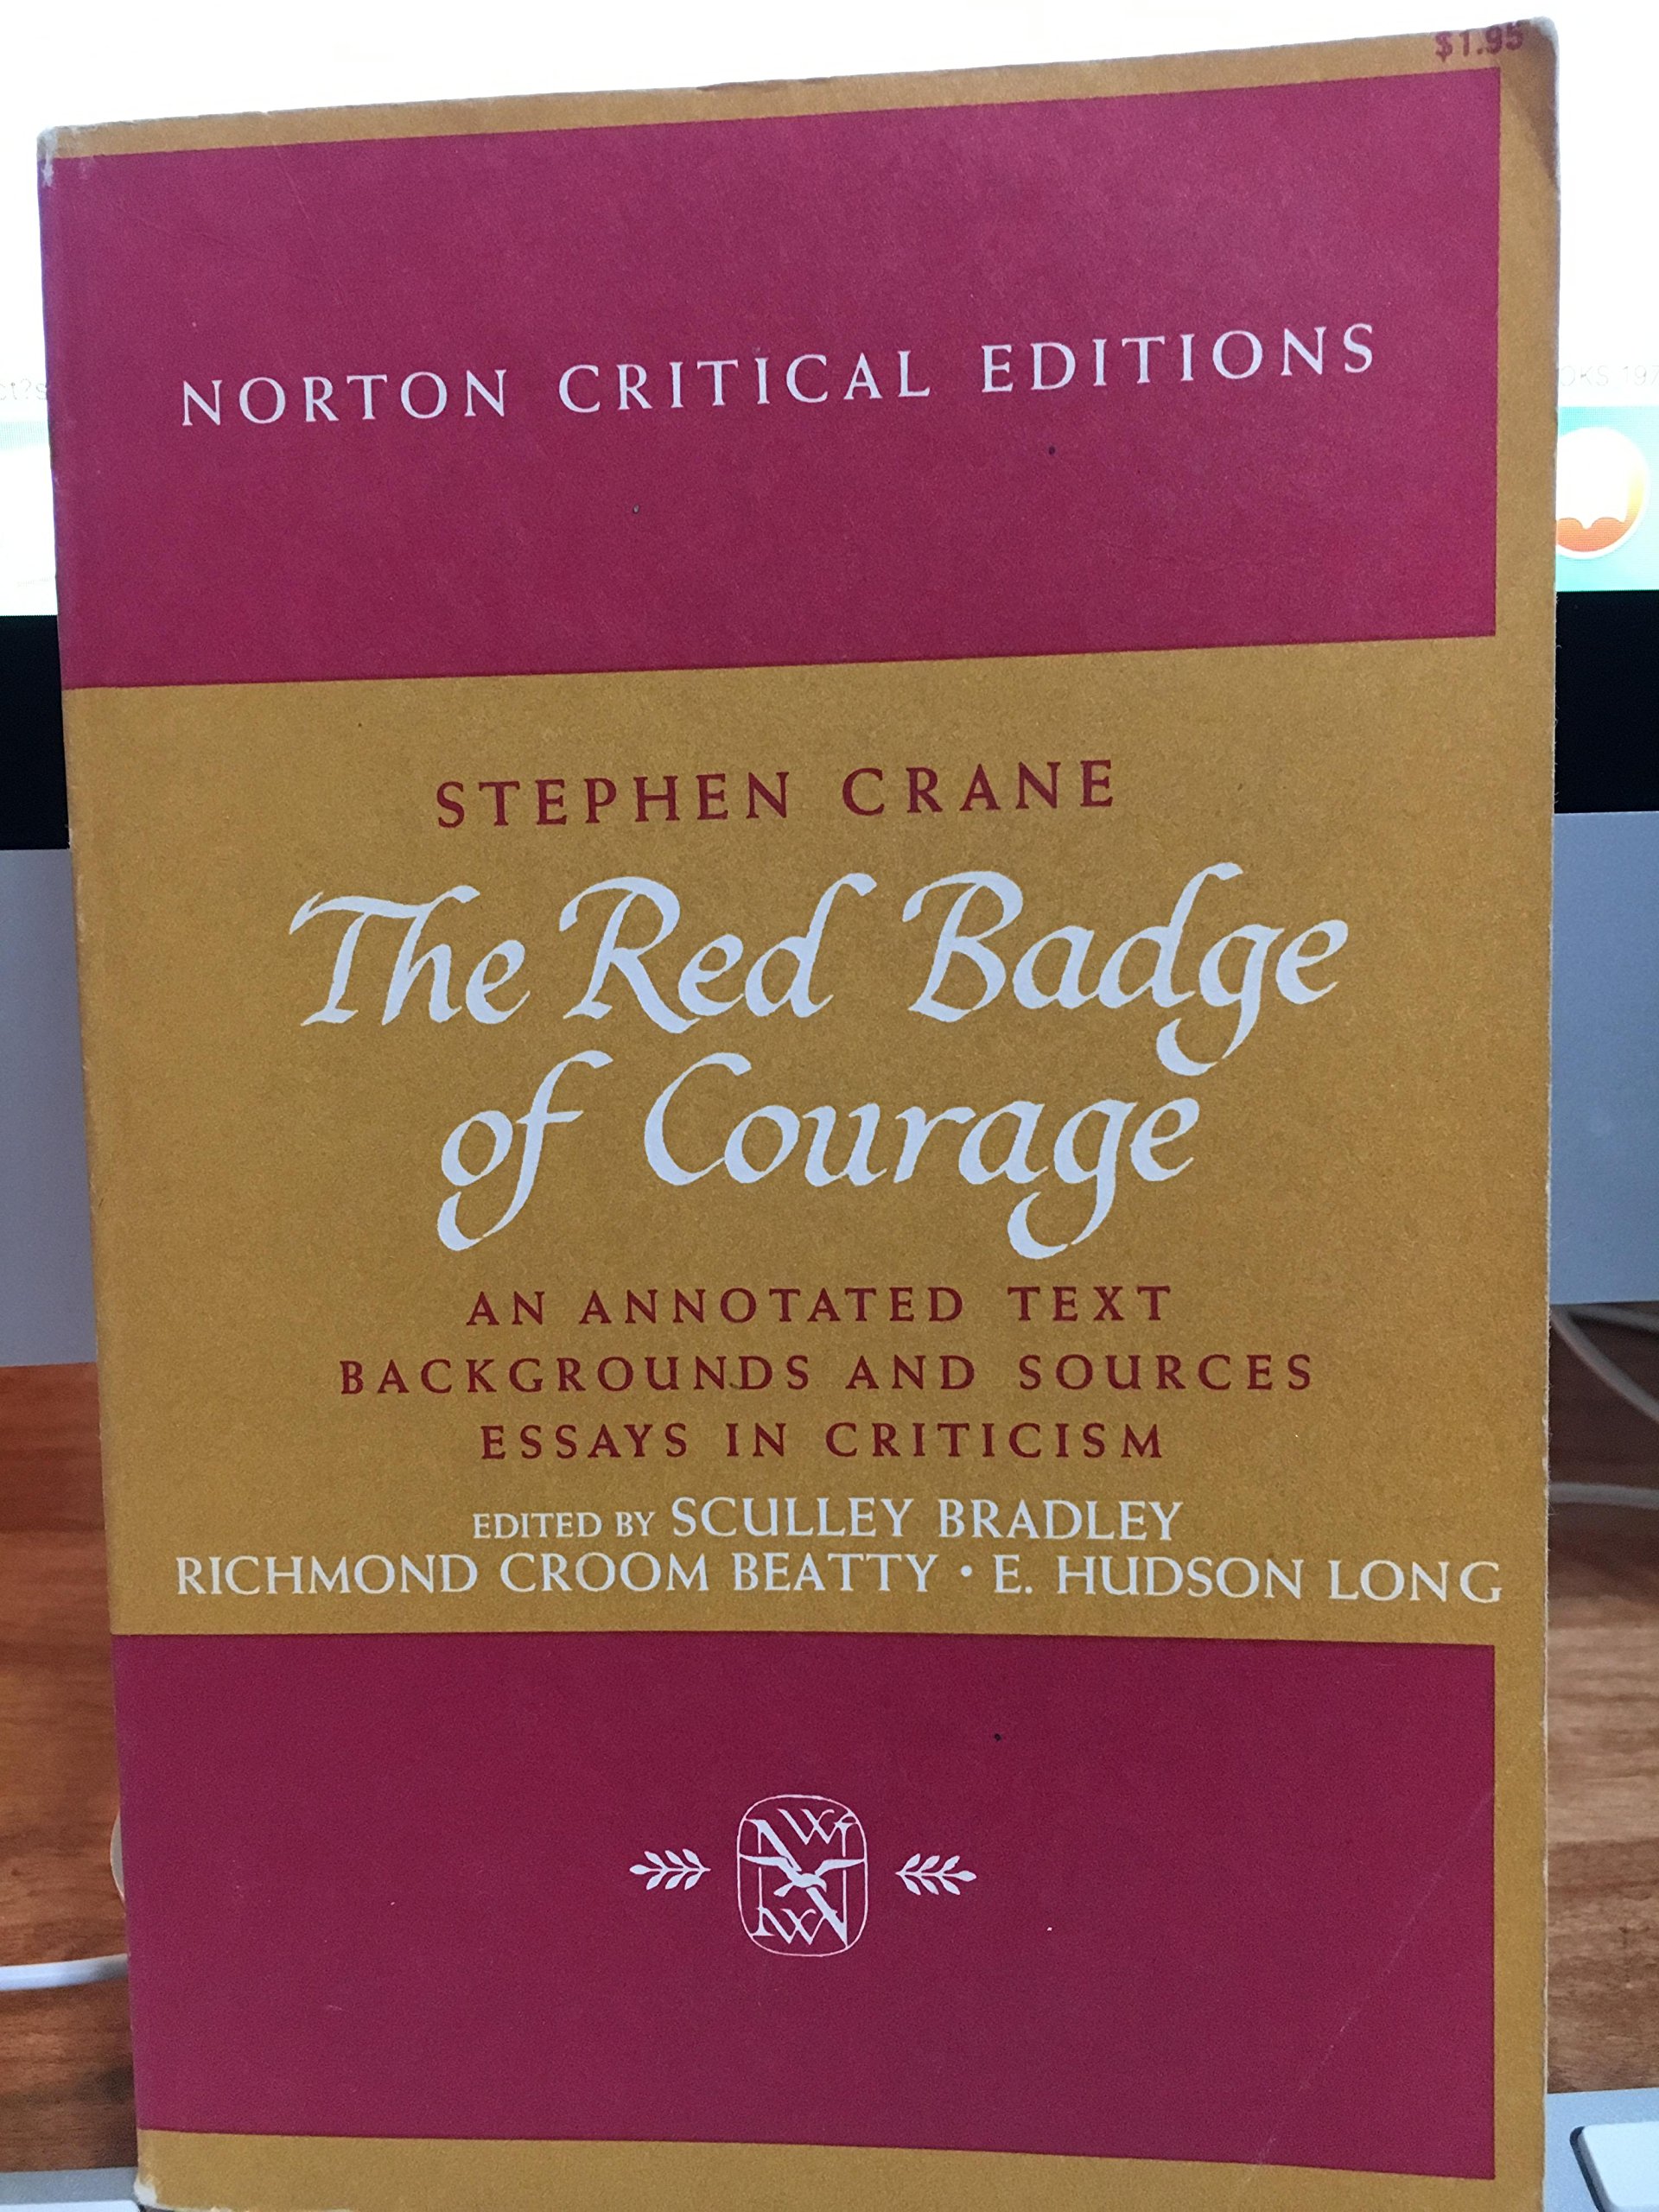 $1.95
NORTON CRITICAL EDITIONS
STEPHEN CRANE
The Red Badge
of Courage
AN ANNOTATED TEXT
BACKGROUNDS AND SOURCES
ESSAYS IN CRITICISM
EDITED BY SCULLEY BRADLEY
RICHMOND CROOM BEATTY • E. HUDSON LONG